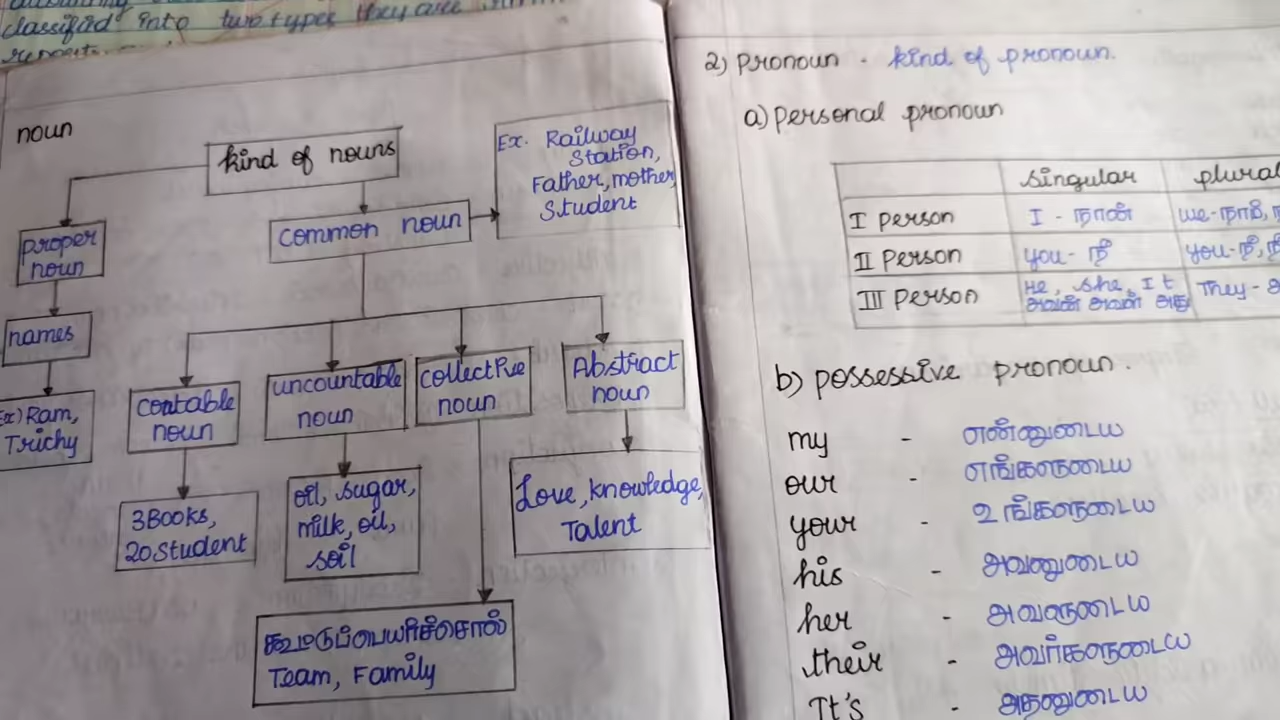 classified into two types they are
noun
kind of nouns
Ex. Railway
Station,
Father, mother,
Student
common noun
proper
noun
names
Ex) Ram,
Trichy
contable
noun
uncountable
noun
collective
noun
Abstract
noun
3 Books,
20 Student
oil, sugar,
milk, oil,
soil
Love, knowledge,
Talent
கூட்டுப்பெயர்ச்சொல்
Team, Family
2) pronoun - kind of pronoun.
a) personal pronoun
singular plural
I person I - நான் we - நாம்,
II person you - நீ you - நீ,
III person He, she, It They -
அவன் அவள் அது
b) possessive pronoun.
my - என்னுடைய
our - எங்களுடைய
your - உங்களுடைய
his - அவனுடைய
her - அவளுடைய
their - அவர்களுடைய
It's - அதனுடைய